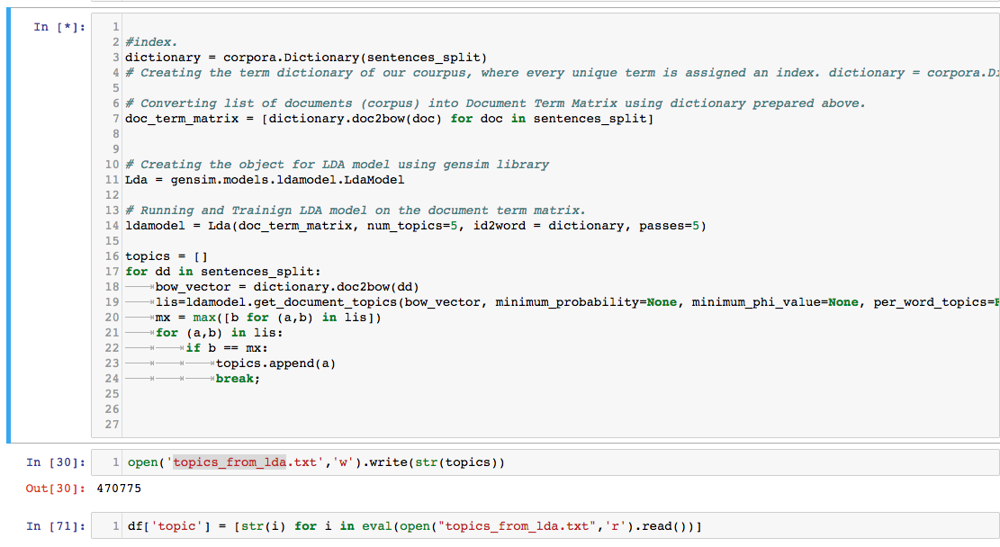 In [*]:
1
2 #index.
3 dictionary = corpora.Dictionary(sentences_split)
4 # Creating the term dictionary of our courpus, where every unique term is assigned an index. dictionary = corpora.Di
5
6 # Converting list of documents (corpus) into Document Term Matrix using dictionary prepared above.
7 doc_term_matrix = [dictionary.doc2bow(doc) for doc in sentences_split]
8
9
10 # Creating the object for LDA model using gensim library
11 Lda = gensim.models.ldamodel.LdaModel
12
13 # Running and Trainign LDA model on the document term matrix.
14 ldamodel = Lda(doc_term_matrix, num_topics=5, id2word = dictionary, passes=5)
15
16 topics = []
17 for dd in sentences_split:
18 bow_vector = dictionary.doc2bow(dd)
19 lis=ldamodel.get_document_topics(bow_vector, minimum_probability=None, minimum_phi_value=None, per_word_topics=F
20 mx = max([b for (a,b) in lis])
21 for (a,b) in lis:
22 if b == mx:
23 topics.append(a)
24 break;
25
26
27
In [30]: 1 open('topics_from_lda.txt','w').write(str(topics))
Out[30]: 470775
In [71]: 1 df['topic'] = [str(i) for i in eval(open("topics_from_lda.txt",'r').read())]